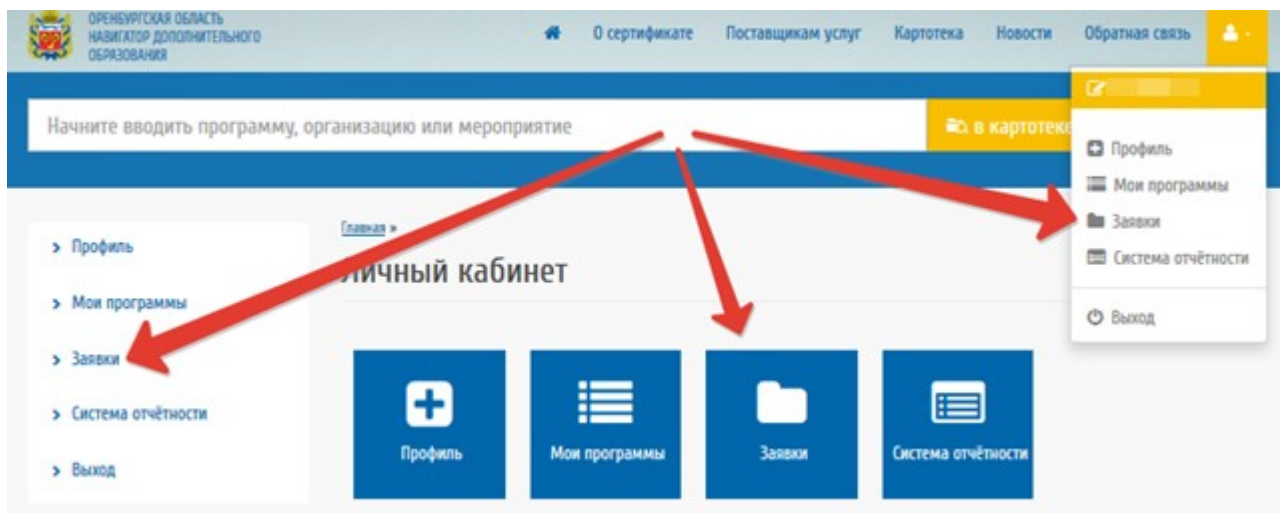 ОРЕНБУРГСКАЯ ОБЛАСТЬ
НАВИГАТОР ДОПОЛНИТЕЛЬНОГО
ОБРАЗОВАНИЯ
О сертификате Поставщикам услуг Картотека Новости Обратная связь
Начните вводить программу, организацию или мероприятие
в картотеке
Профиль
Мои программы
Заявки
Система отчётности
Выход
Главная »
Личный кабинет
Профиль
Мои программы
Заявки
Система отчётности
Выход
Профиль
Мои программы
Заявки
Система отчётности